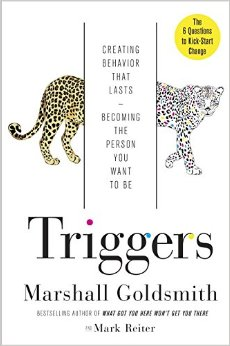 The
6 Questions
to Kick-Start
Change
CREATING
BEHAVIOR
THAT
LASTS
—
BECOMING
THE
PERSON
YOU
WANT TO
BE
Triggers
Marshall Goldsmith
BESTSELLING AUTHOR OF WHAT GOT YOU HERE WON'T GET YOU THERE
AND Mark Reiter